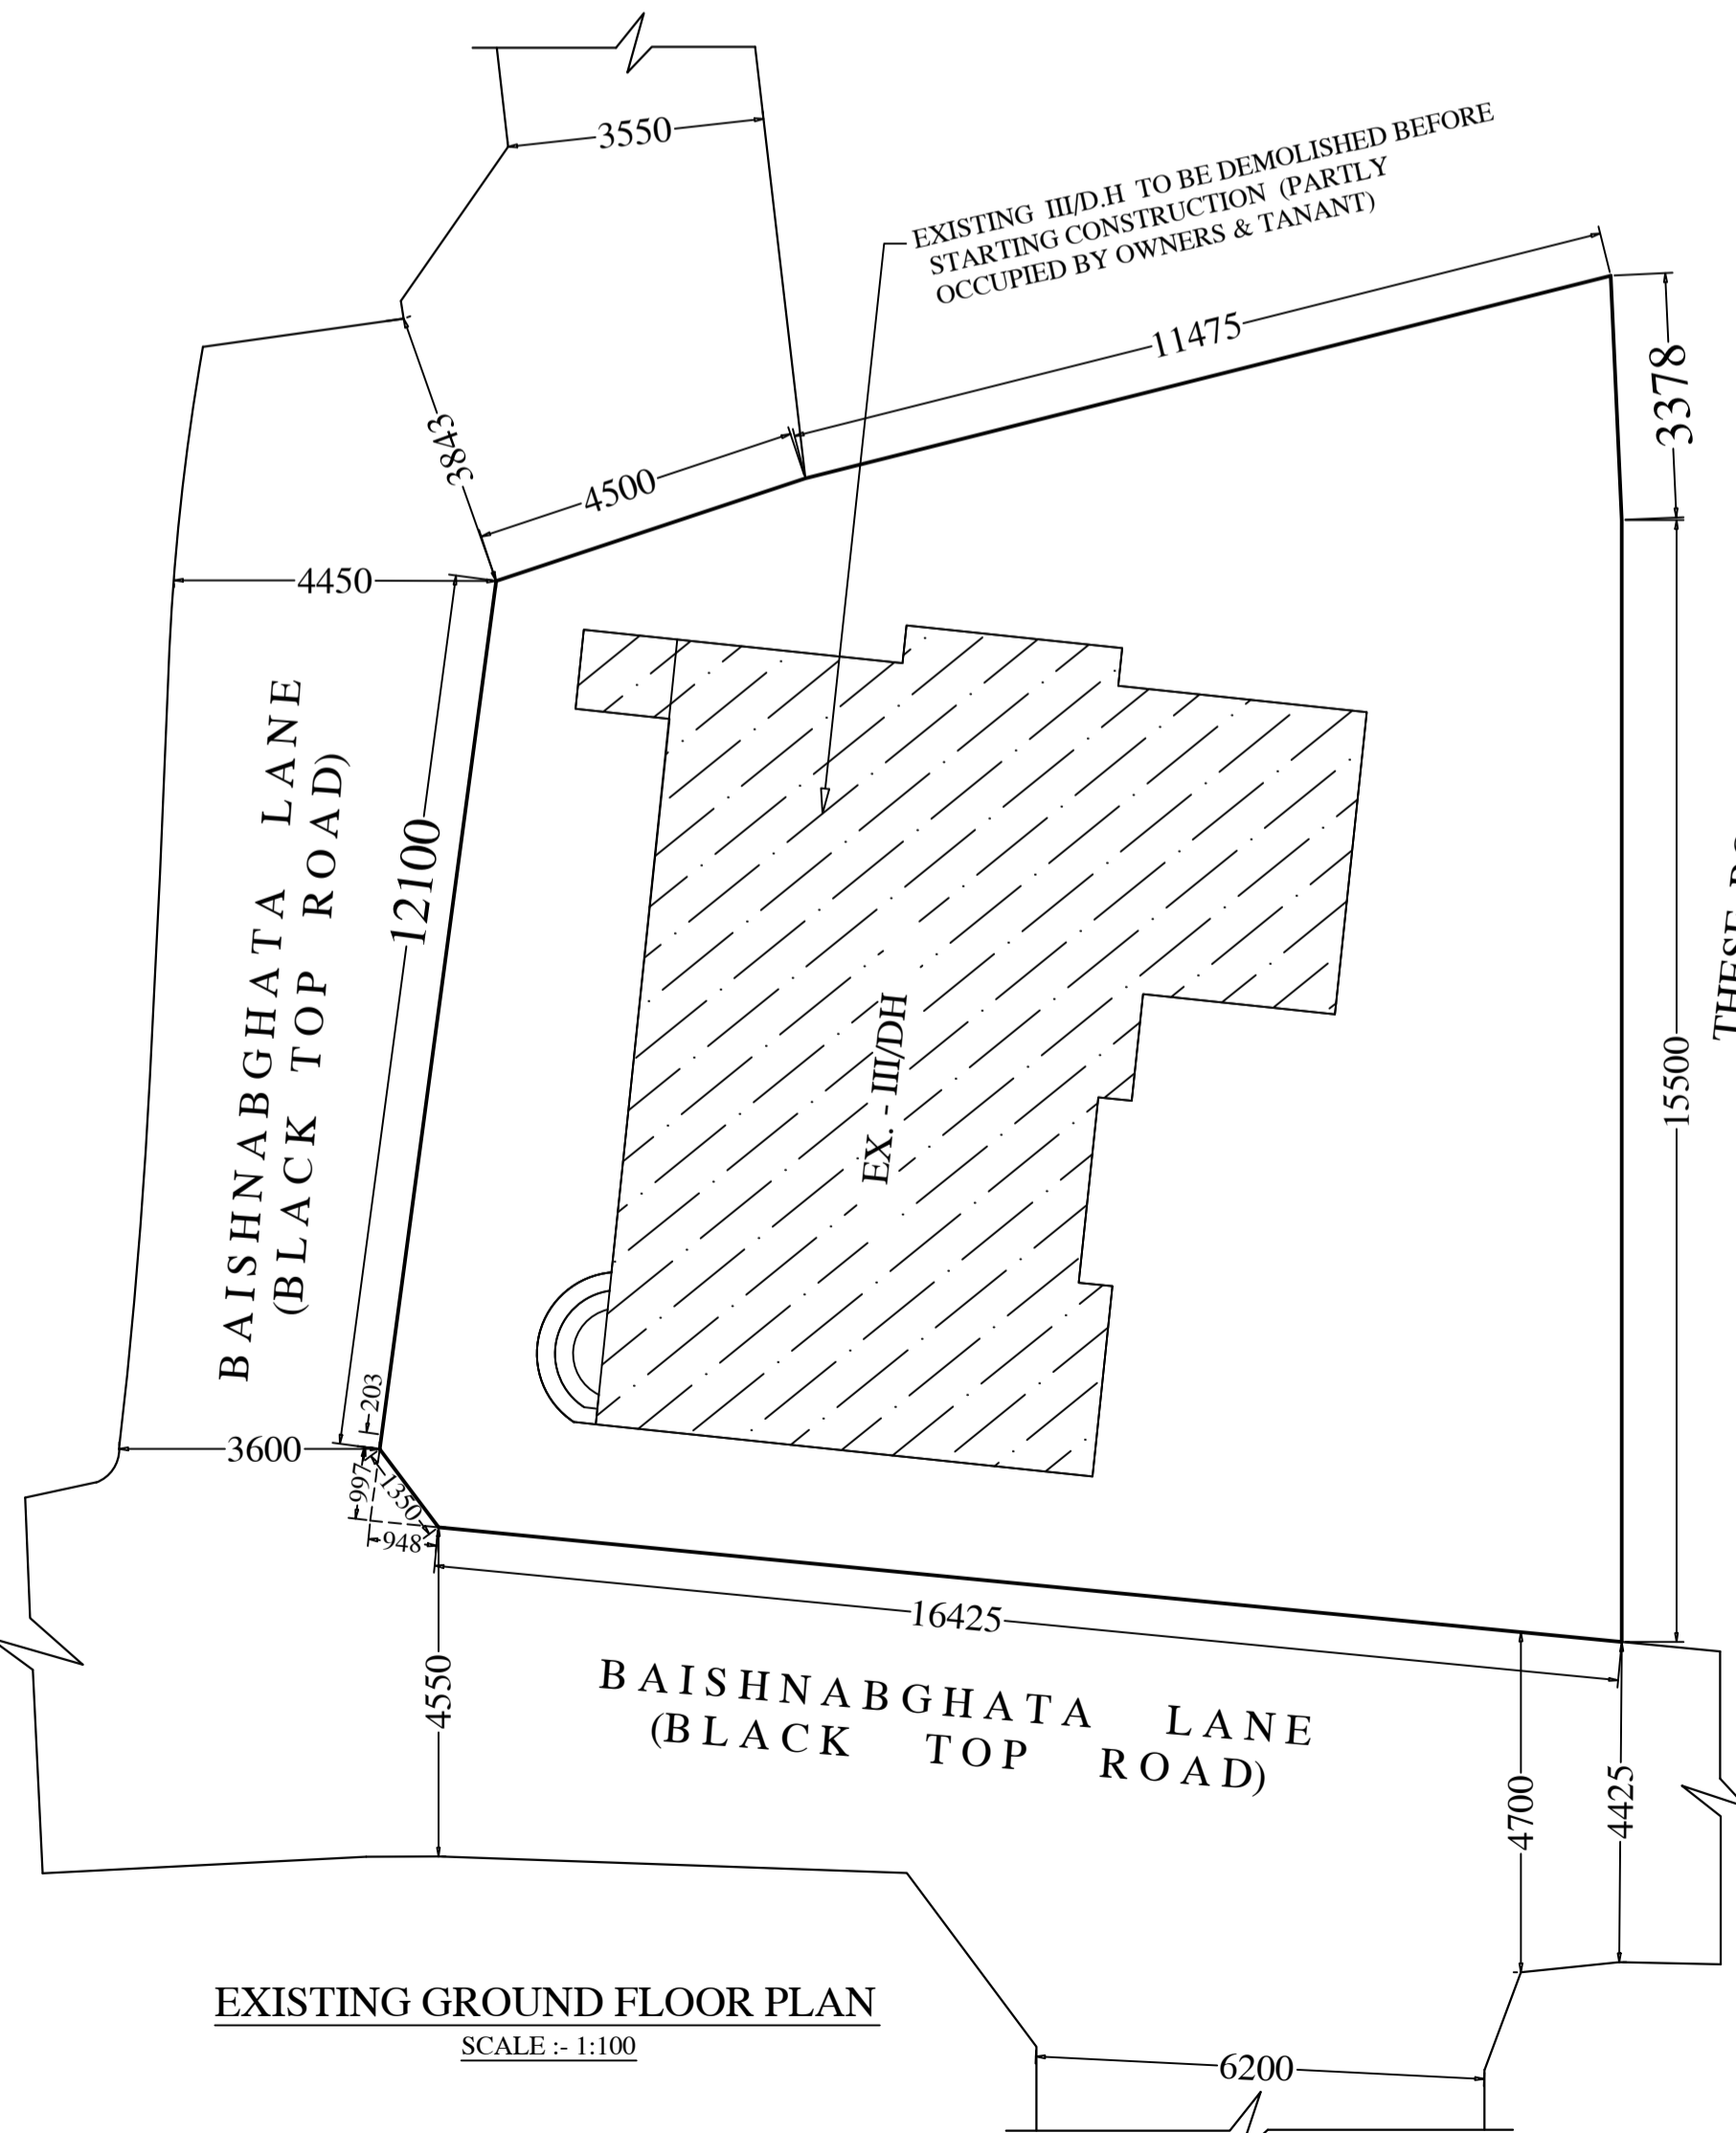 3550
EXISTING III/D.H TO BE DEMOLISHED BEFORE
STARTING CONSTRUCTION (PARTLY
OCCUPIED BY OWNERS & TANANT)
11475
3378
3843
4500
4450
12100
BAISHNABGHATA LANE
(BLACK TOP ROAD)
EX. - III/DH
15500
THESE
203
3600
997
1350
948
16425
4550
BAISHNABGHATA LANE
(BLACK TOP ROAD)
4700
4425
EXISTING GROUND FLOOR PLAN
SCALE :- 1:100
6200